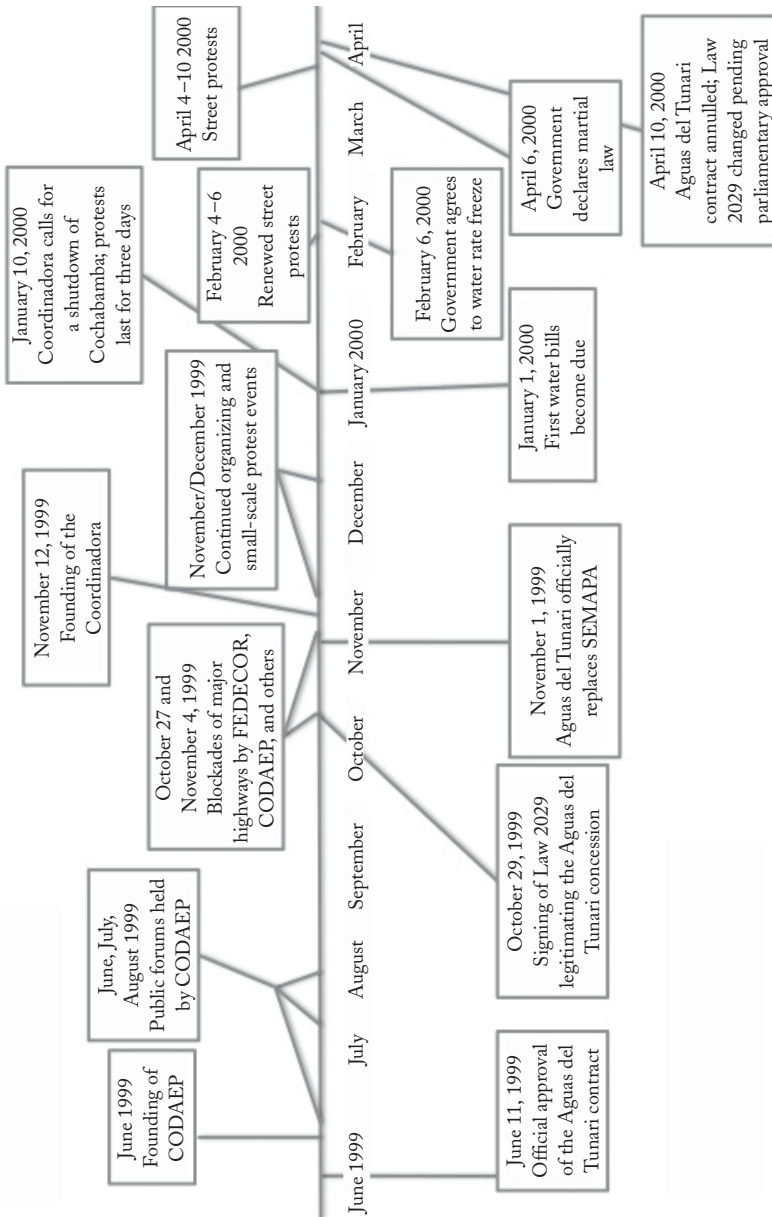 June 1999
Founding of
CODAEP
June, July,
August 1999
Public forums held
by CODAEP
October 27 and
November 4, 1999
Blockades of major
highways by FEDECOR,
CODAEP, and others
November 12, 1999
Founding of the
Coordinadora
November/December 1999
Continued organizing and
small-scale protest events
January 10, 2000
Coordinadora calls for
a shutdown of
Cochabamba; protests
last for three days
February 4–6
2000
Renewed street
protests
April 4–10 2000
Street protests
June 1999
July
August
September
October
November
December
January 2000
February
March
April
June 11, 1999
Official approval
of the Aguas del
Tunari contract
October 29, 1999
Signing of Law 2029
legitimating the Aguas del
Tunari concession
November 1, 1999
Aguas del Tunari officially
replaces SEMAPA
January 1, 2000
First water bills
become due
February 6, 2000
Government agrees
to water rate freeze
April 6, 2000
Government
declares martial
law
April 10, 2000
Aguas del Tunari
contract annulled; Law
2029 changed pending
parliamentary approval